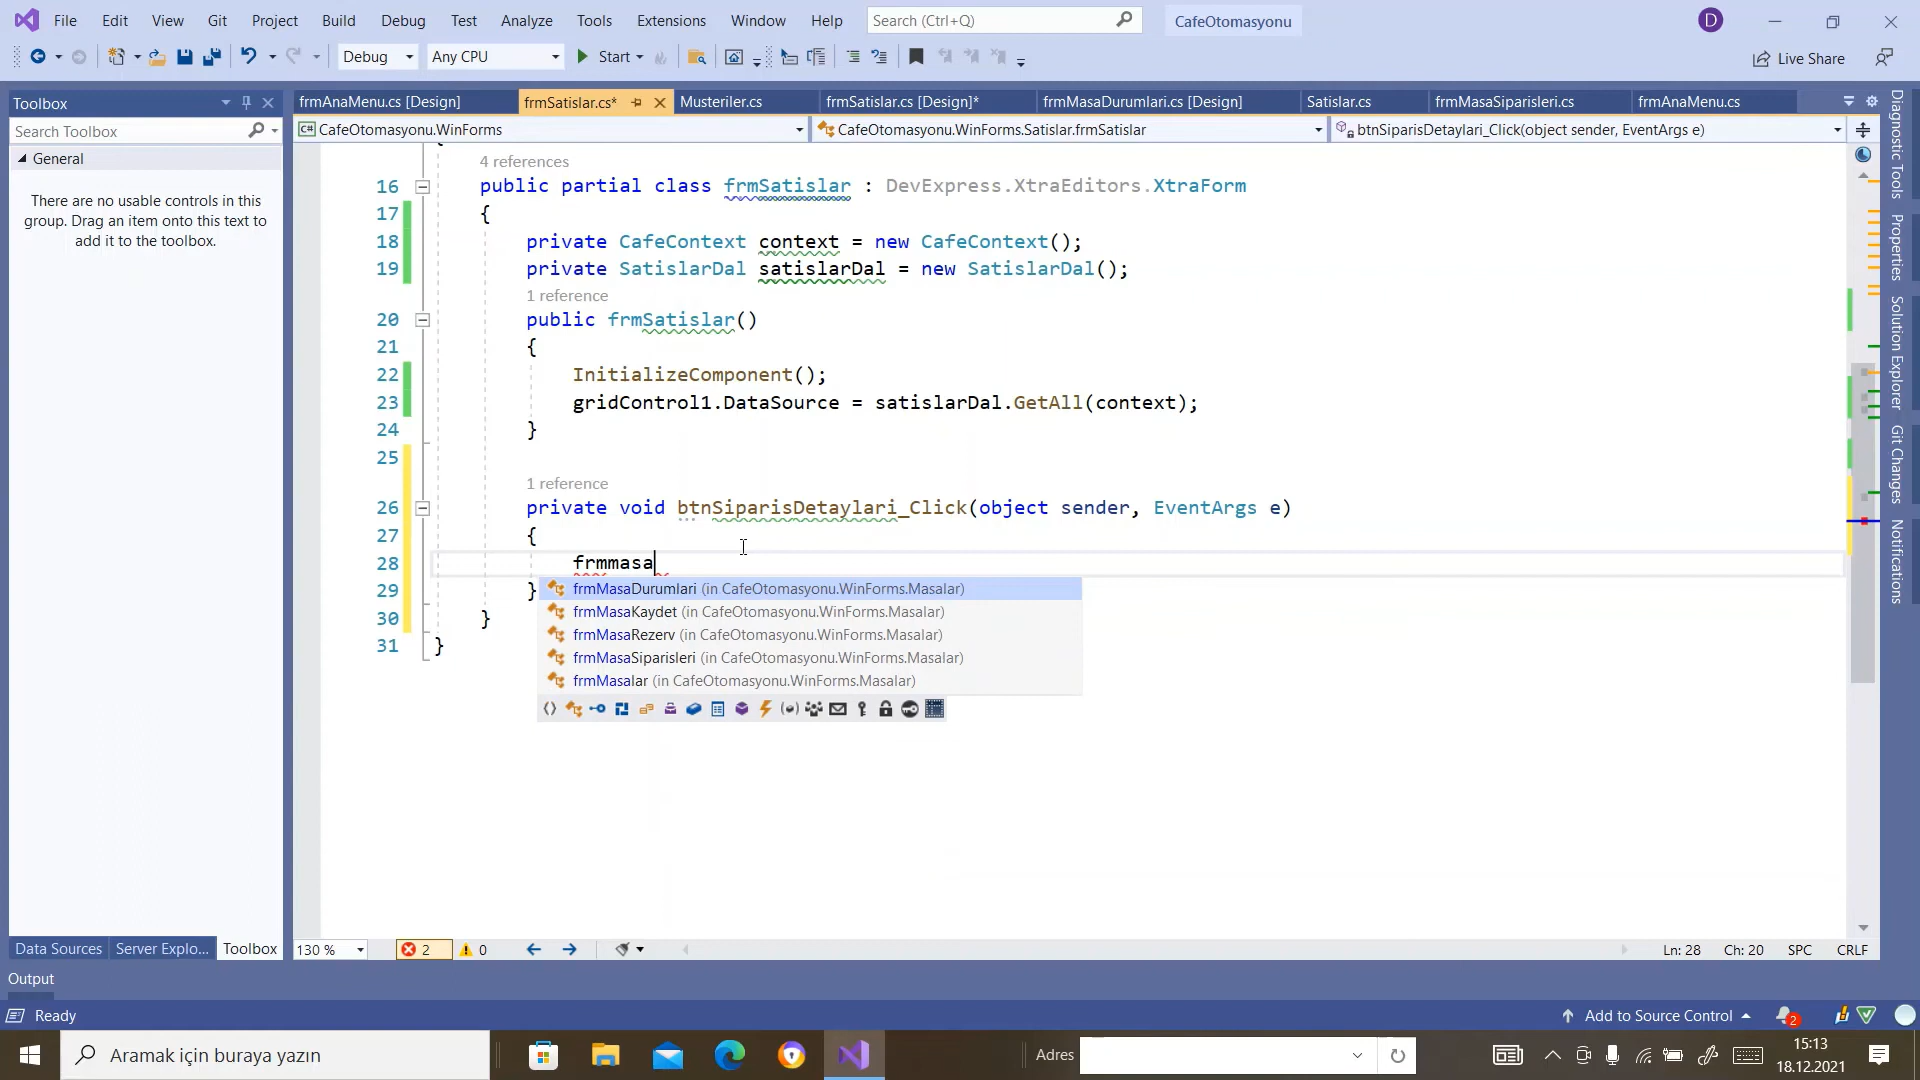 File Edit View Git Project Build Debug Test Analyze Tools Extensions Window Help Search (Ctrl+Q) CafeOtomasyonu D
Debug Any CPU Start Live Share
Toolbox
Search Toolbox
General
There are no usable controls in this
group. Drag an item onto this text to
add it to the toolbox.
frmAnaMenu.cs [Design] frmSatislar.cs* Musteriler.cs frmSatislar.cs [Design]* frmMasaDurumlari.cs [Design] Satislar.cs frmMasaSiparisleri.cs frmAnaMenu.cs
C# CafeOtomasyonu.WinForms CafeOtomasyonu.WinForms.Satislar.frmSatislar btnSiparisDetaylari_Click(object sender, EventArgs e)
4 references
16 public partial class frmSatislar : DevExpress.XtraEditors.XtraForm
17 {
18 private CafeContext context = new CafeContext();
19 private SatislarDal satislarDal = new SatislarDal();
1 reference
20 public frmSatislar()
21 {
22 InitializeComponent();
23 gridControl1.DataSource = satislarDal.GetAll(context);
24 }
25
1 reference
26 private void btnSiparisDetaylari_Click(object sender, EventArgs e)
27 {
28 frmmasa
29 }
30 }
31 }
frmMasaDurumlari (in CafeOtomasyonu.WinForms.Masalar)
frmMasaKaydet (in CafeOtomasyonu.WinForms.Masalar)
frmMasaRezerv (in CafeOtomasyonu.WinForms.Masalar)
frmMasaSiparisleri (in CafeOtomasyonu.WinForms.Masalar)
frmMasalar (in CafeOtomasyonu.WinForms.Masalar)
Diagnostic Tools
Properties
Solution Explorer
Git Changes
Notifications
Data Sources Server Explo... Toolbox
130 % 2 0 Ln: 28 Ch: 20 SPC CRLF
Output
Ready Add to Source Control 2
Aramak için buraya yazın Adres
15:13
18.12.2021